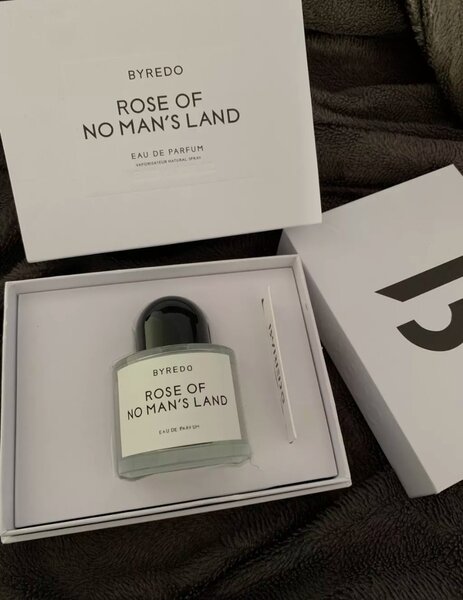 BYREDO
ROSE OF
NO MAN'S LAND
EAU DE PARFUM
VAPORISATEUR NATURAL SPRAY
BYREDO
ROSE OF
NO MAN'S LAND
EAU DE PARFUM
BYREDO